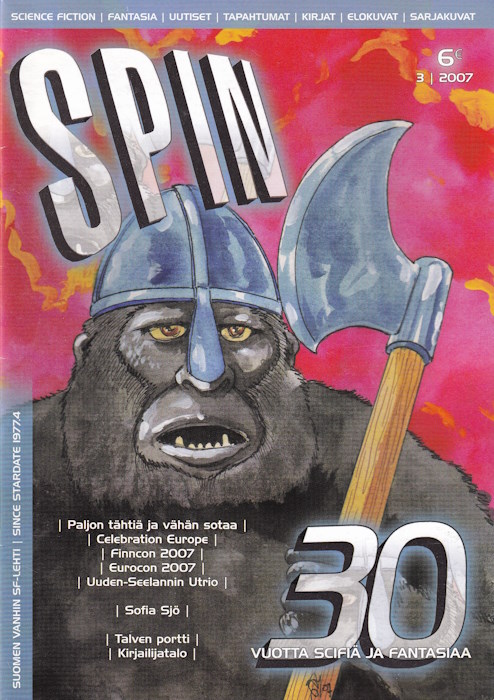 SCIENCE FICTION | FANTASIA | UUTISET | TAPAHTUMAT | KIRJAT | ELOKUVAT | SARJAKUVAT
SPIN
6€
3 | 2007
SUOMEN VANHIN SF-LEHTI | SINCE STARDATE 1977.4
| Paljon tähtiä ja vähän sotaa |
| Celebration Europe |
| Finncon 2007 |
| Eurocon 2007 |
| Uuden-Seelannin Utrio |
| Sofia Sjö |
| Talven portti |
| Kirjailijatalo |
30
VUOTTA SCIFIÄ JA FANTASIAA